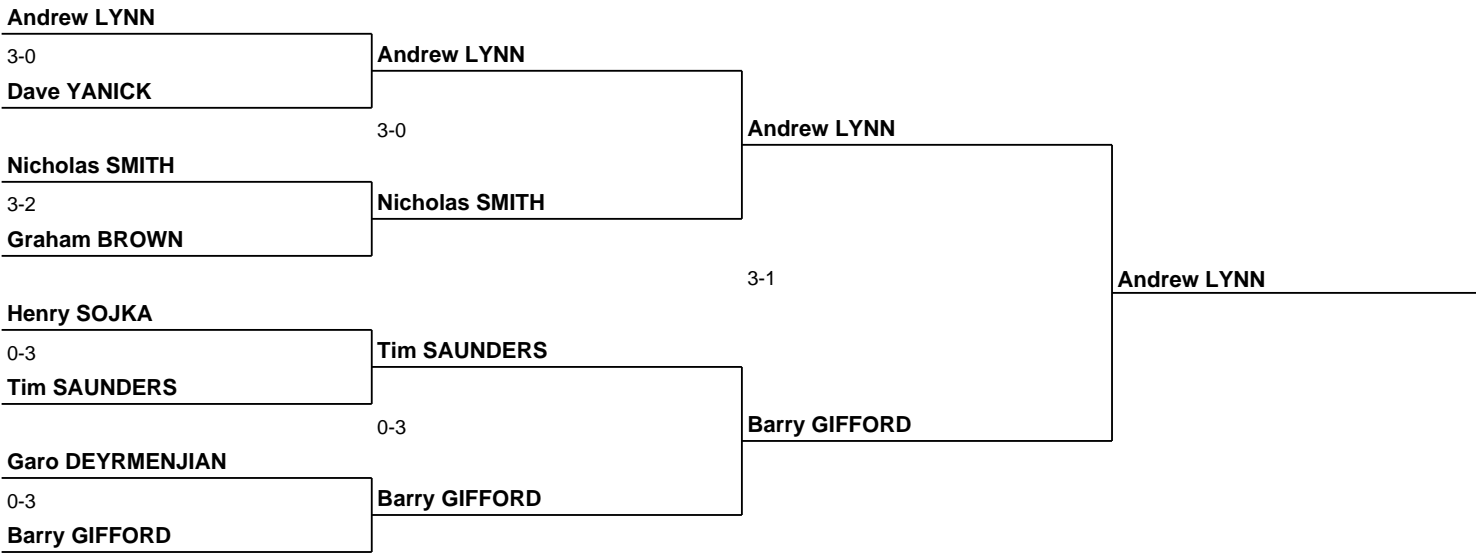 Andrew LYNN
3-0
Dave YANICK
Nicholas SMITH
3-2
Graham BROWN
Henry SOJKA
0-3
Tim SAUNDERS
Garo DEYRMENJIAN
0-3
Barry GIFFORD
Andrew LYNN
3-0
Nicholas SMITH
Tim SAUNDERS
0-3
Barry GIFFORD
Andrew LYNN
3-1
Barry GIFFORD
Andrew LYNN